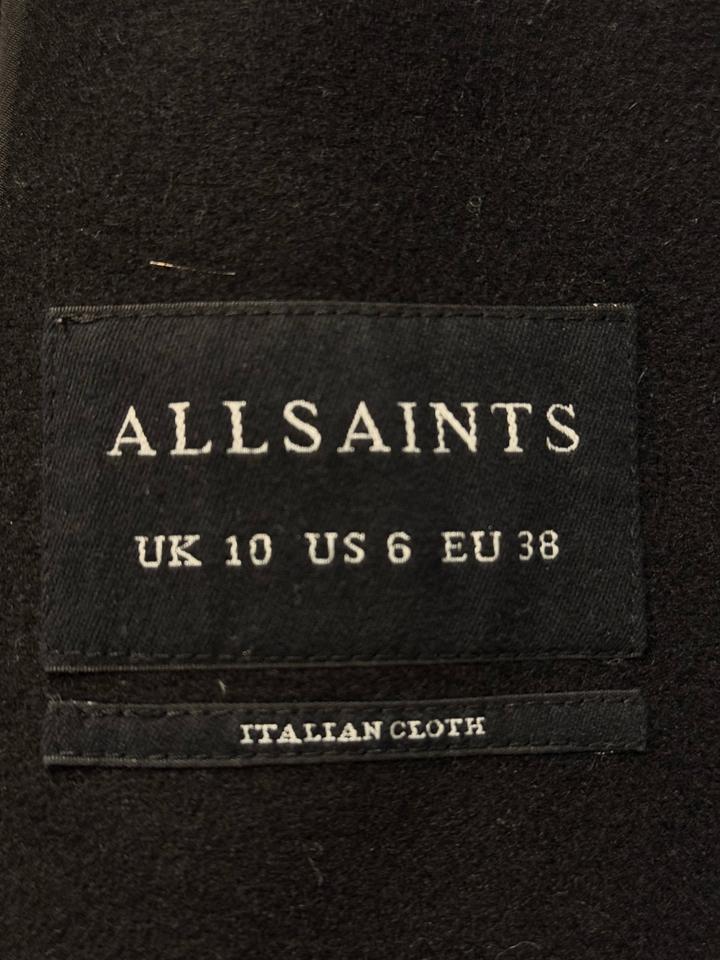 ALLSAINTS
UK 10 US 6 EU 38
ITALIAN CLOTH